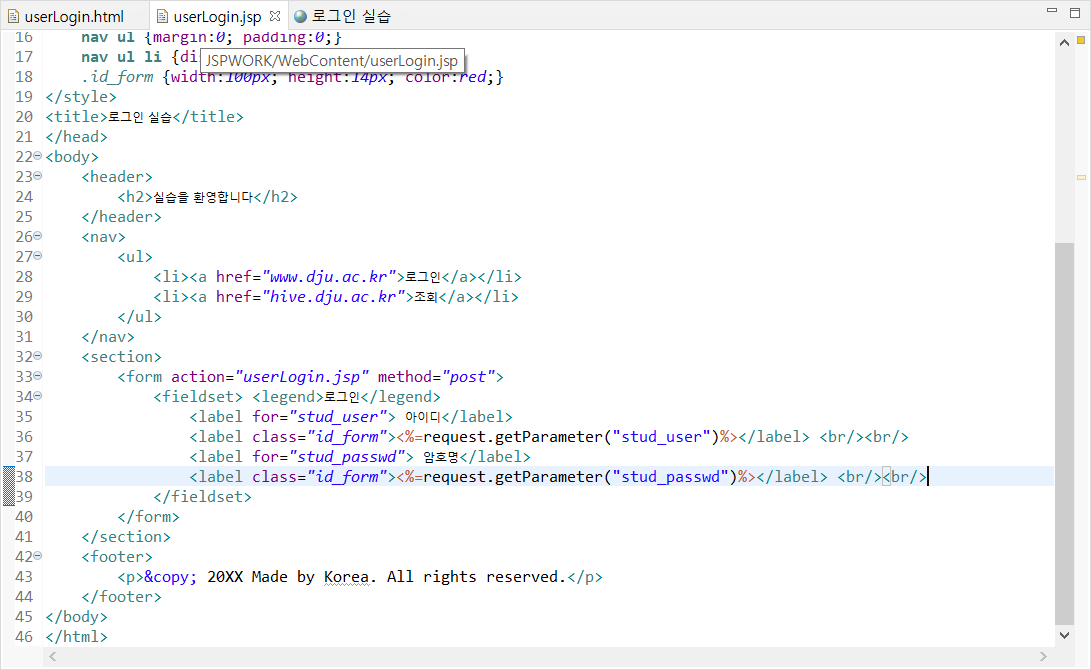 userLogin.html userLogin.jsp 로그인 실습
16 nav ul {margin:0; padding:0;}
17 nav ul li {di
JSPWORK/WebContent/userLogin.jsp
18 .id_form {width:100px; height:14px; color:red;}
19 </style>
20 <title>로그인 실습</title>
21 </head>
22 <body>
23 <header>
24 <h2>실습을 환영합니다</h2>
25 </header>
26 <nav>
27 <ul>
28 <li><a href="www.dju.ac.kr">로그인</a></li>
29 <li><a href="hive.dju.ac.kr">조회</a></li>
30 </ul>
31 </nav>
32 <section>
33 <form action="userLogin.jsp" method="post">
34 <fieldset> <legend>로그인</legend>
35 <label for="stud_user"> 아이디</label>
36 <label class="id_form"><%=request.getParameter("stud_user")%></label> <br/><br/>
37 <label for="stud_passwd"> 암호명</label>
38 <label class="id_form"><%=request.getParameter("stud_passwd")%></label> <br/><br/>
39 </fieldset>
40 </form>
41 </section>
42 <footer>
43 <p>&copy; 20XX Made by Korea. All rights reserved.</p>
44 </footer>
45 </body>
46 </html>